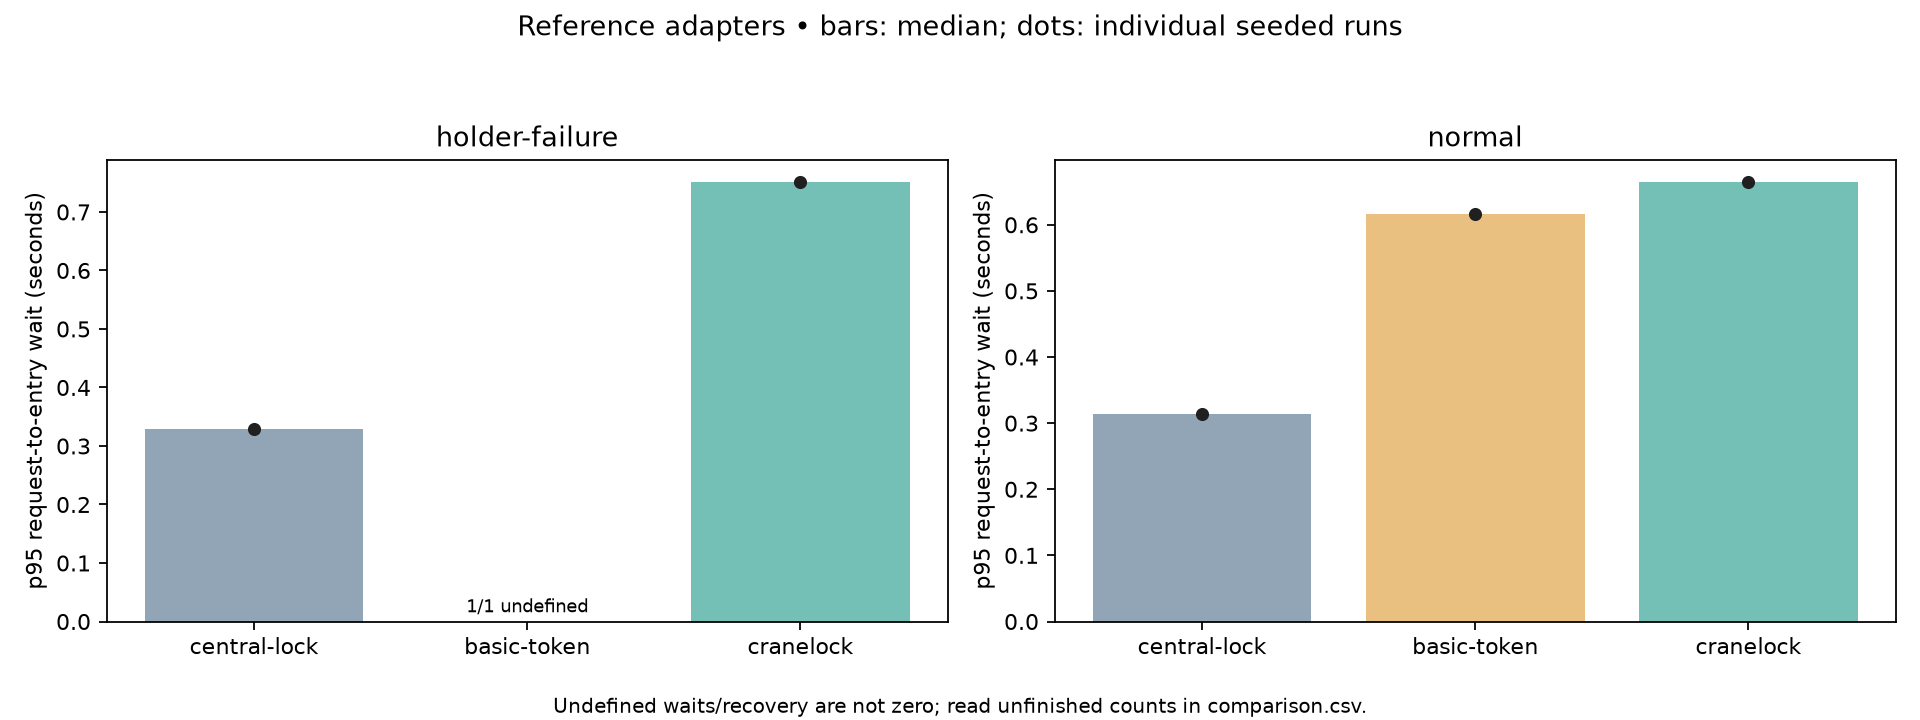 Reference adapters • bars: median; dots: individual seeded runs
holder-failure
p95 request-to-entry wait (seconds)
0.7
0.6
0.5
0.4
0.3
0.2
0.1
0.0
1/1 undefined
central-lock
basic-token
cranelock
normal
p95 request-to-entry wait (seconds)
0.6
0.5
0.4
0.3
0.2
0.1
0.0
central-lock
basic-token
cranelock
Undefined waits/recovery are not zero; read unfinished counts in comparison.csv.